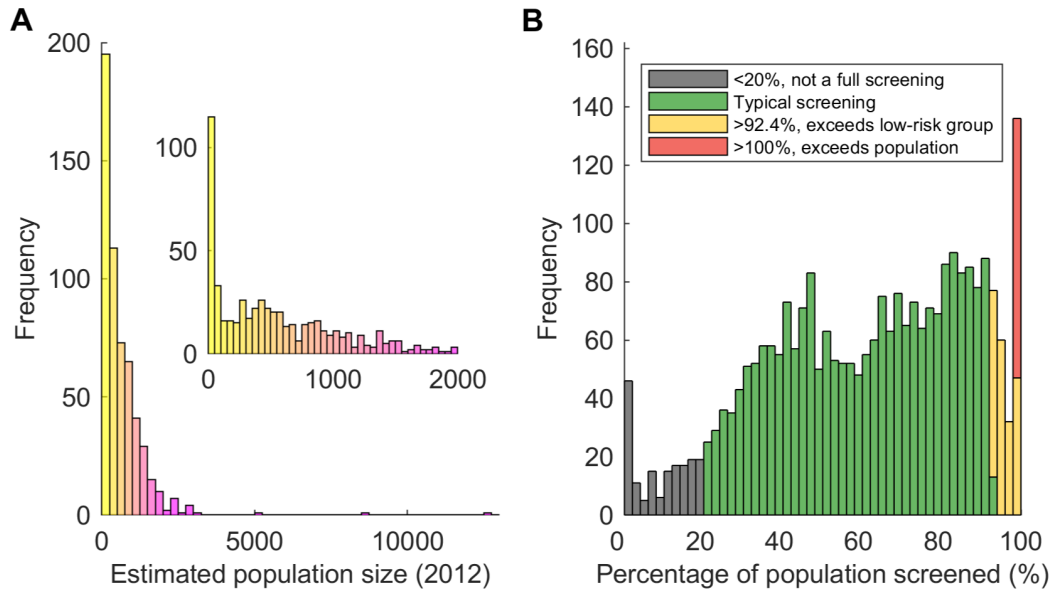 A
200
150
100
50
0
Frequency
0
5000
10000
Estimated population size (2012)
100
50
0
0
1000
2000
B
160
140
120
100
80
60
40
20
0
Frequency
<20%, not a full screening
Typical screening
>92.4%, exceeds low-risk group
>100%, exceeds population
0
20
40
60
80
100
Percentage of population screened (%)